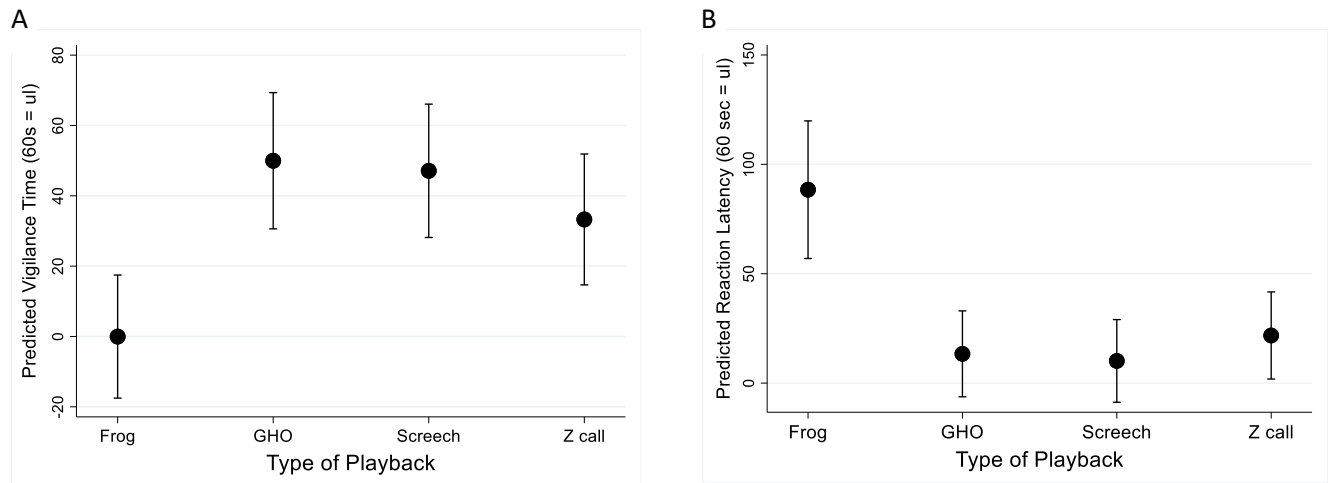 A
Predicted Vigilance Time (60s = ul)
80
60
40
20
0
-20
Frog GHO Screech Z call
Type of Playback
B
Predicted Reaction Latency (60 sec = ul)
150
100
50
0
Frog GHO Screech Z call
Type of Playback